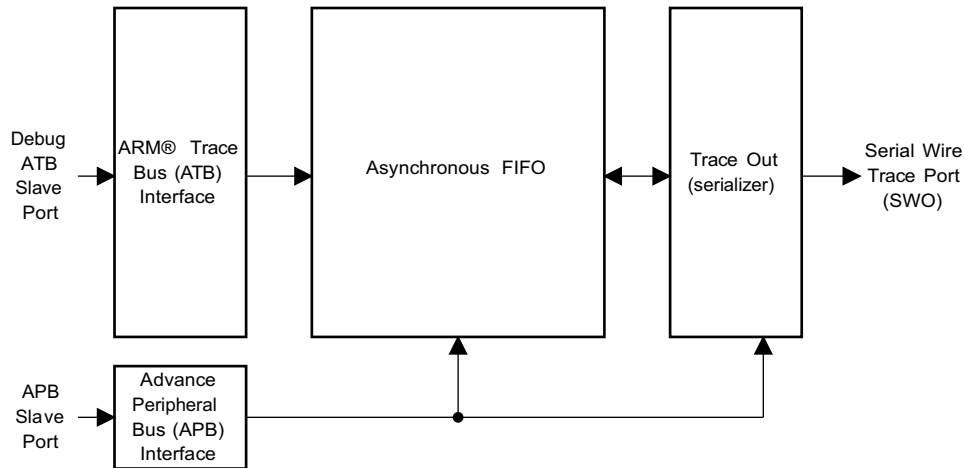 Debug
ATB
Slave
Port
ARM® Trace
Bus (ATB)
Interface
Asynchronous FIFO
Trace Out
(serializer)
Serial Wire
Trace Port
(SWO)
APB
Slave
Port
Advance
Peripheral
Bus (APB)
Interface